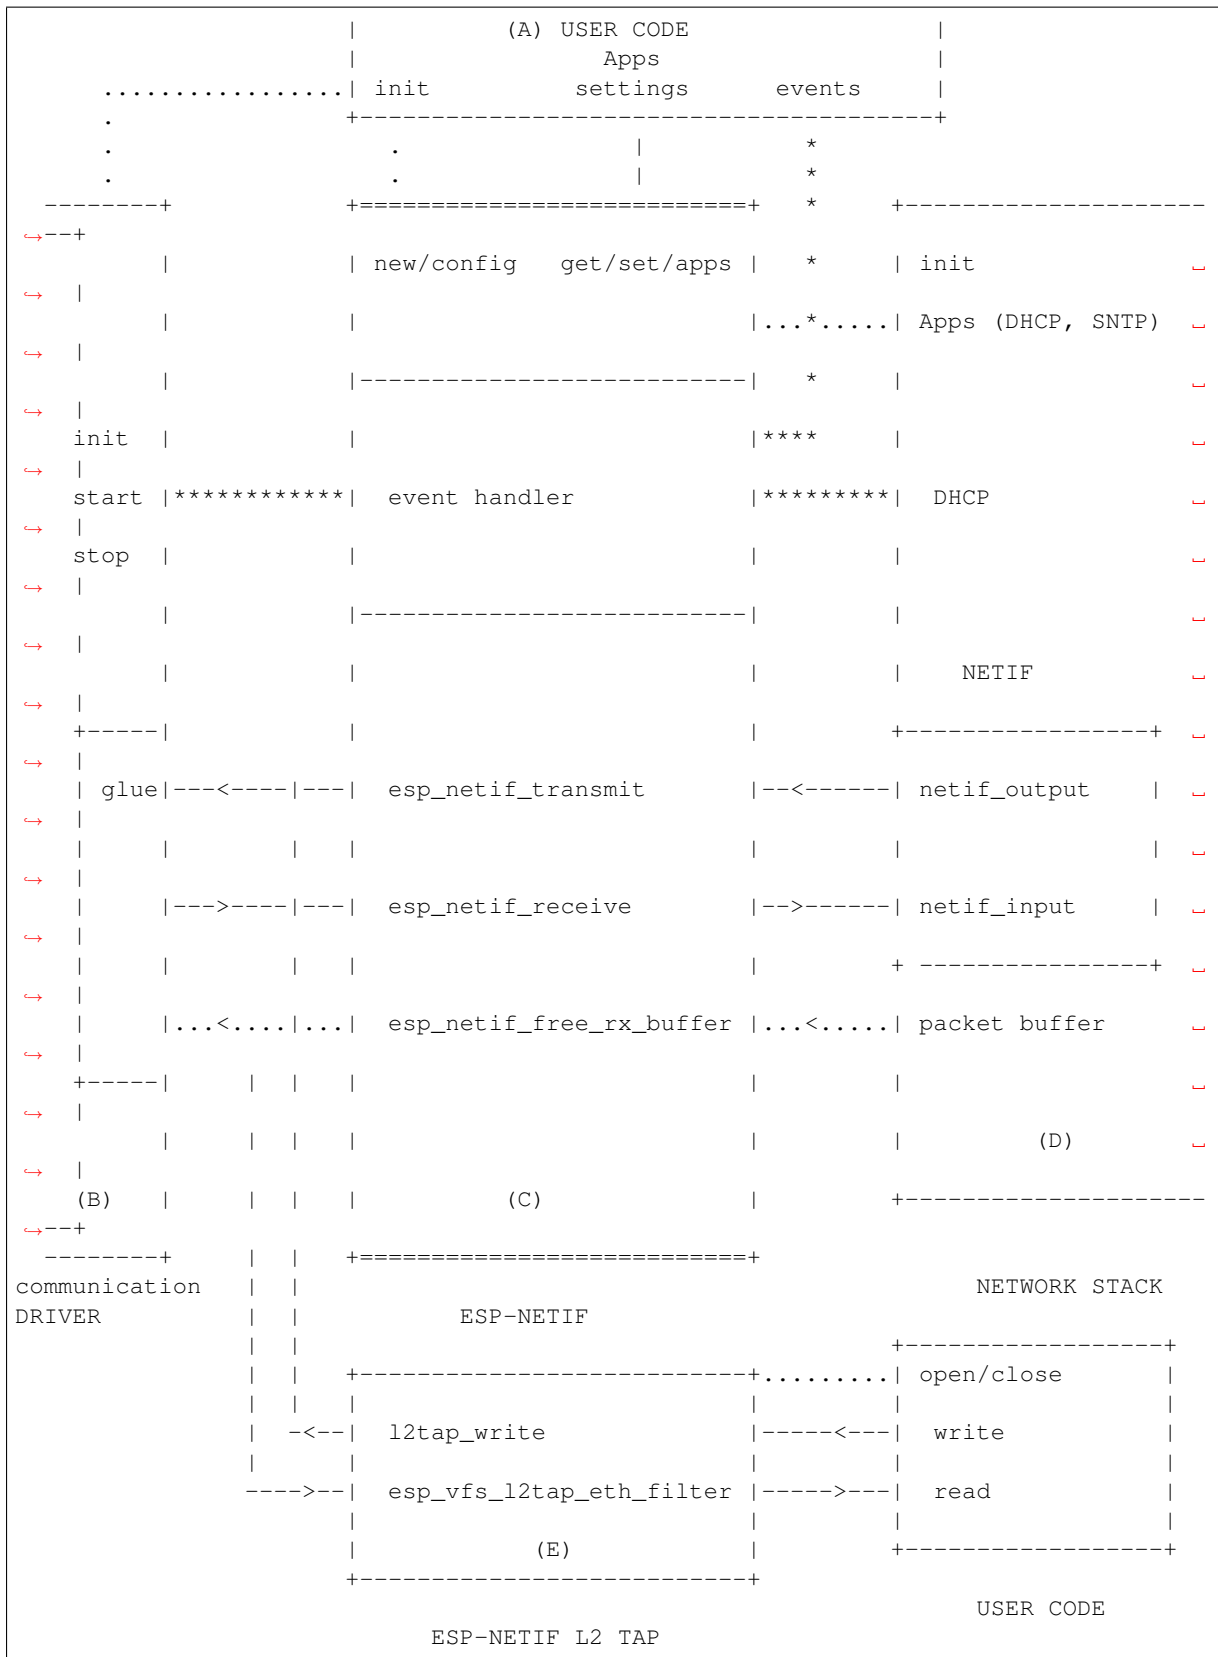 |          (A) USER CODE                 |
                       |                 Apps                   |
      .................| init          settings      events     |
      .                +----------------------------------------+
      .                   .                |           *
      .                   .                |           *
  --------+            +===========================+   *     +---------------------
↪--+
          |            | new/config   get/set/apps |   *     | init                ␣
↪  |
          |            |                           |...*.....| Apps (DHCP, SNTP)   ␣
↪  |
          |            |---------------------------|   *     |                     ␣
↪  |
    init  |            |                           |****     |                     ␣
↪  |
    start |************|  event handler            |*********|  DHCP               ␣
↪  |
    stop  |            |                           |         |                     ␣
↪  |
          |            |---------------------------|         |                     ␣
↪  |
          |            |                           |         |    NETIF            ␣
↪  |
    +-----|            |                           |         +-----------------+   ␣
↪  |
    | glue|---<----|---|  esp_netif_transmit       |--<------| netif_output    |   ␣
↪  |
    |     |        |   |                           |         |                 |   ␣
↪  |
    |     |--->----|---|  esp_netif_receive        |-->------| netif_input     |   ␣
↪  |
    |     |        |   |                           |         + ----------------+   ␣
↪  |
    |     |...<....|...|  esp_netif_free_rx_buffer |...<.....| packet buffer       ␣
↪  |
    +-----|     |  |   |                           |         |                     ␣
↪  |
          |     |  |   |                           |         |         (D)         ␣
↪  |
    (B)   |     |  |   |          (C)              |         +---------------------
↪--+
  --------+     |  |   +===========================+
communication   |  |                                               NETWORK STACK
DRIVER          |  |           ESP-NETIF
                |  |                                         +------------------+
                |  |   +---------------------------+.........| open/close       |
                |  |   |                           |         |                  |
                |  -<--|  l2tap_write              |-----<---|  write           |
                |      |                           |         |                  |
                ---->--|  esp_vfs_l2tap_eth_filter |----->---|  read            |
                       |                           |         |                  |
                       |            (E)            |         +------------------+
                       +---------------------------+
                                                                   USER CODE
                             ESP-NETIF L2 TAP